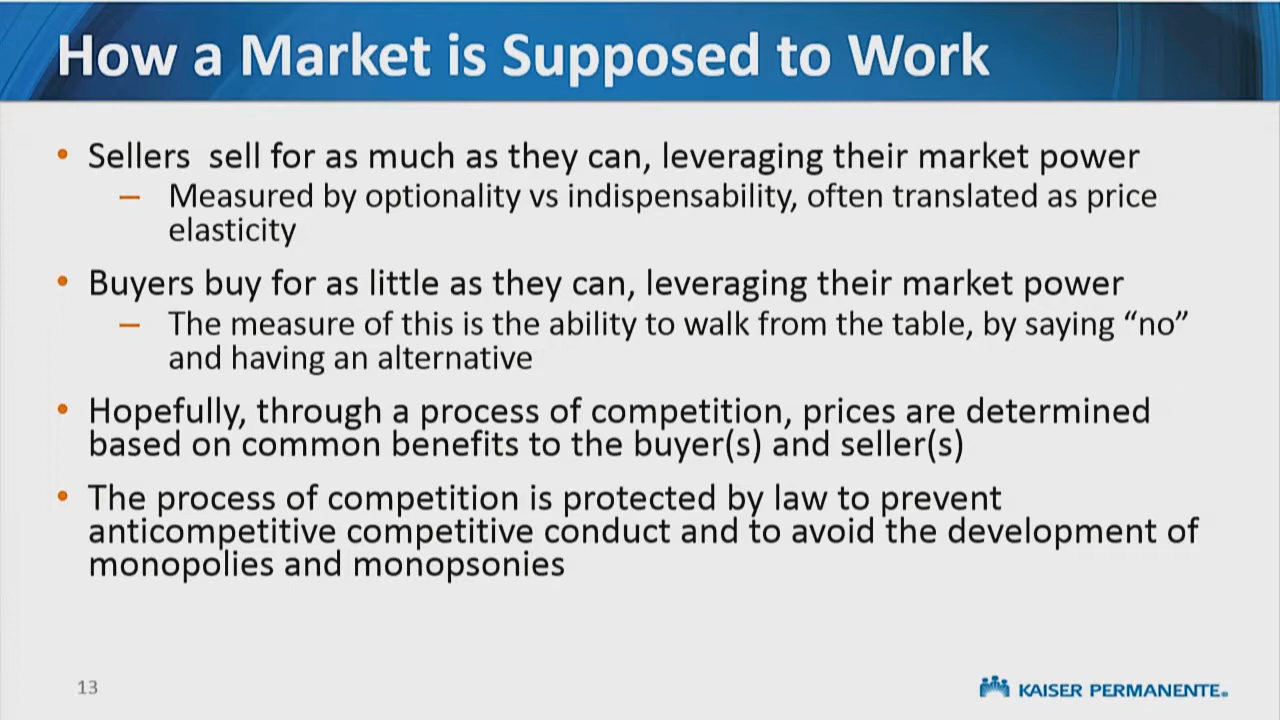 How a Market is Supposed to Work
• Sellers  sell for as much as they can, leveraging their market power
– Measured by optionality vs indispensability, often translated as price
elasticity
• Buyers buy for as little as they can, leveraging their market power
– The measure of this is the ability to walk from the table, by saying “no”
and having an alternative
• Hopefully, through a process of competition, prices are determined
based on common benefits to the buyer(s) and seller(s)
• The process of competition is protected by law to prevent
anticompetitive competitive conduct and to avoid the development of
monopolies and monopsonies
13
KAISER PERMANENTE®